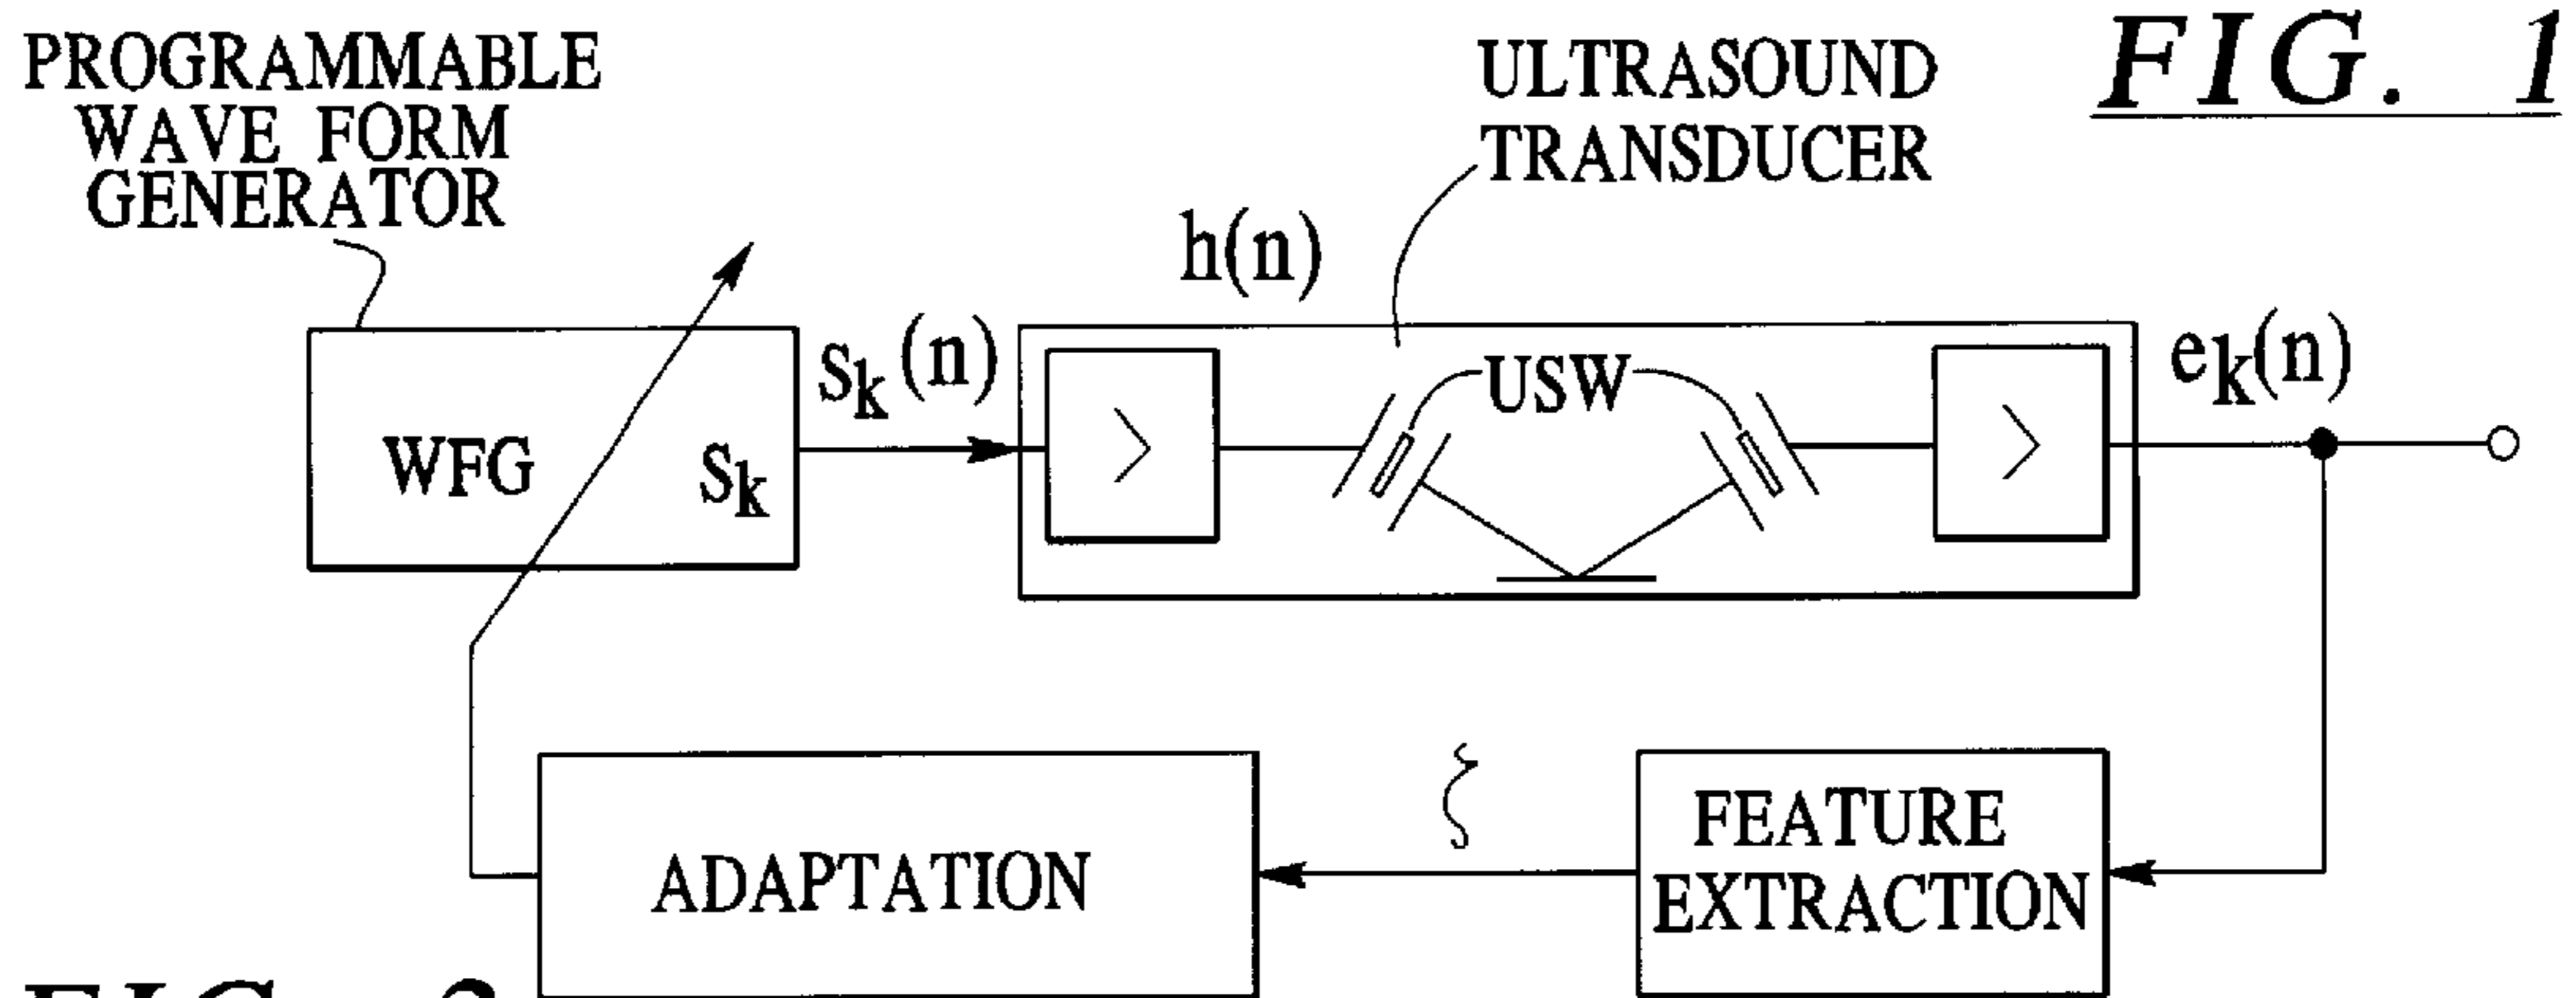 FIG. 1
PROGRAMMABLE
WAVE FORM
GENERATOR
ULTRASOUND
TRANSDUCER
h(n)
WFG
Sk
Sk(n)
USW
ek(n)
ζ
ADAPTATION
FEATURE
EXTRACTION